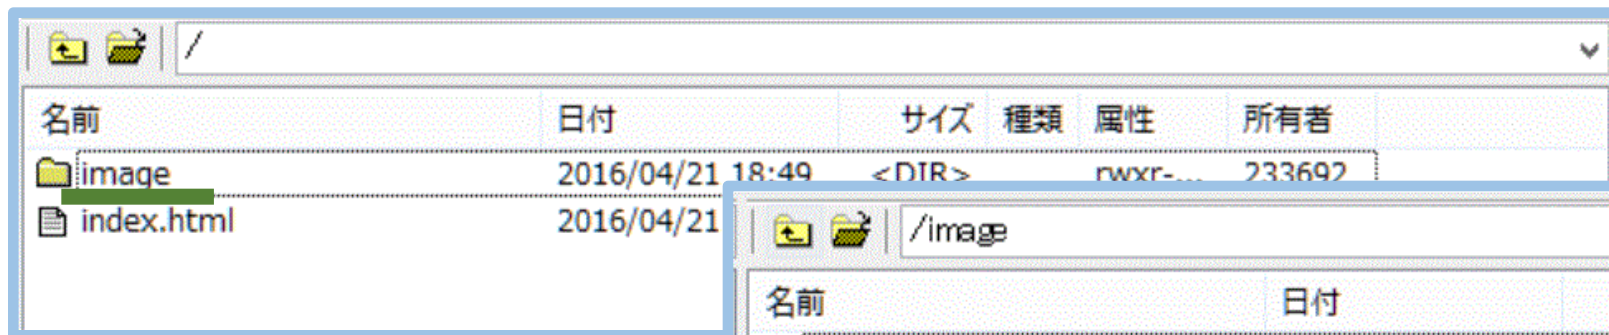 /
名前 日付 サイズ 種類 属性 所有者
image 2016/04/21 18:49 <DIR> rwxr-... 233692
index.html 2016/04/21
/image
名前 日付